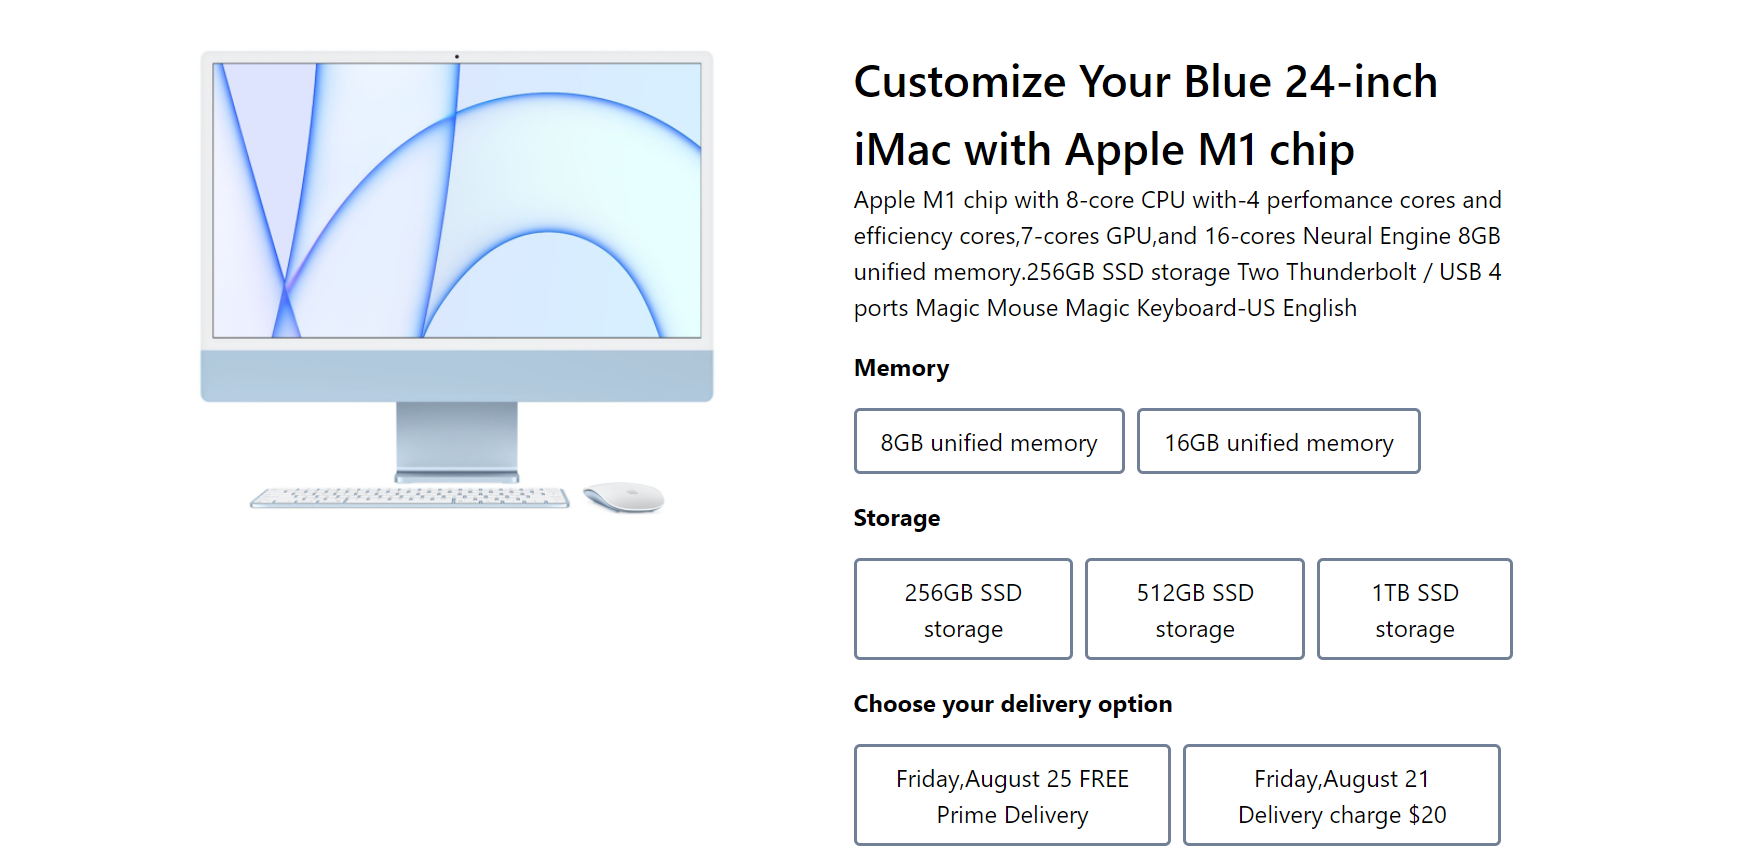 Customize Your Blue 24-inch
iMac with Apple M1 chip
Apple M1 chip with 8-core CPU with-4 perfomance cores and
efficiency cores,7-cores GPU,and 16-cores Neural Engine 8GB
unified memory.256GB SSD storage Two Thunderbolt / USB 4
ports Magic Mouse Magic Keyboard-US English
Memory
8GB unified memory
16GB unified memory
Storage
256GB SSD
storage
512GB SSD
storage
1TB SSD
storage
Choose your delivery option
Friday,August 25 FREE
Prime Delivery
Friday,August 21
Delivery charge $20